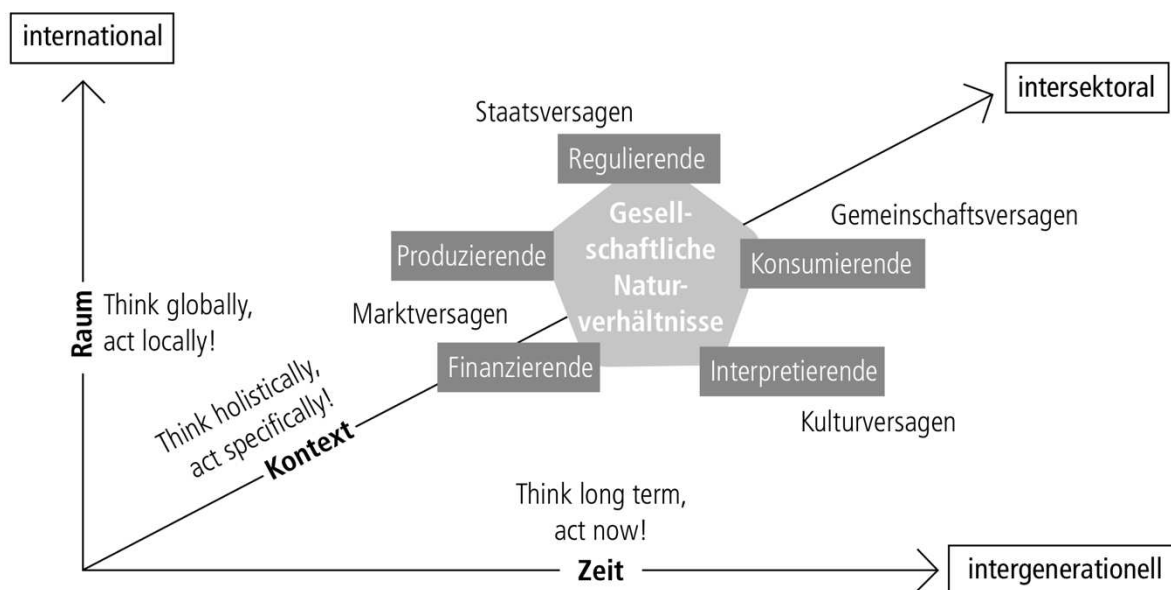 international
intersektoral
Staatsversagen
Regulierende
Gesell-
schaftliche
Natur-
verhältnisse
Gemeinschaftsversagen
Produzierende
Konsumierende
Raum
Think globally,
act locally!
Marktversagen
Finanzierende
Interpretierende
Kulturversagen
Think holistically,
act specifically!
Kontext
Think long term,
act now!
Zeit
intergenerationell